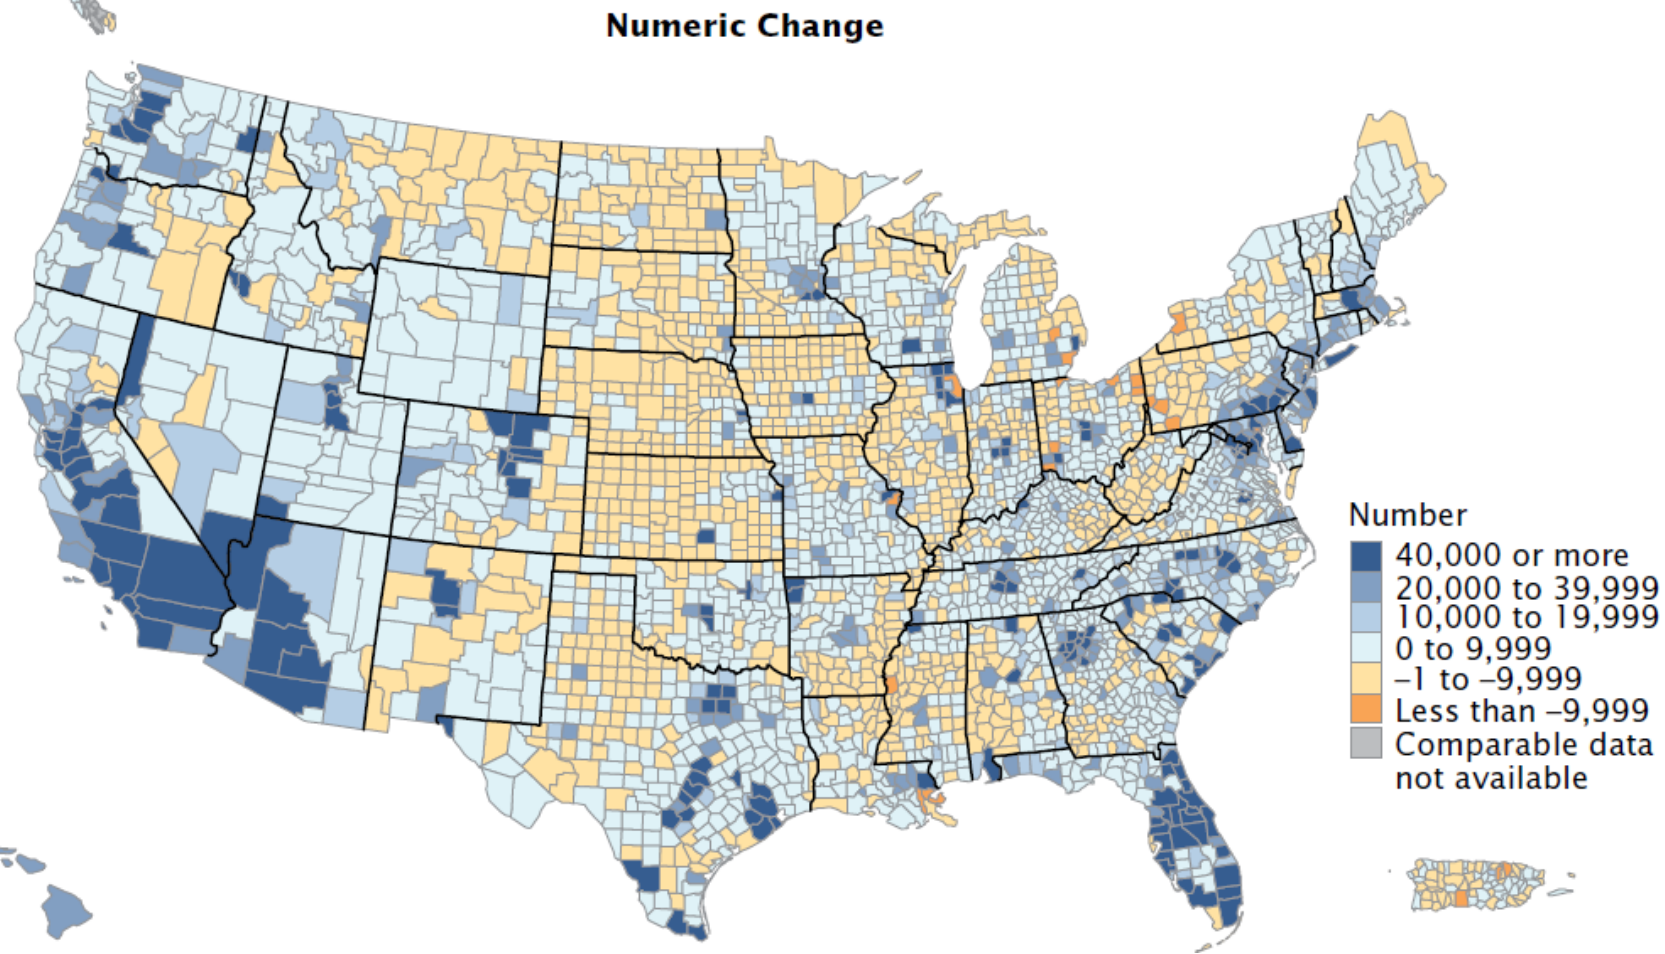 Numeric Change
Number
40,000 or more
20,000 to 39,999
10,000 to 19,999
0 to 9,999
–1 to –9,999
Less than –9,999
Comparable data
not available